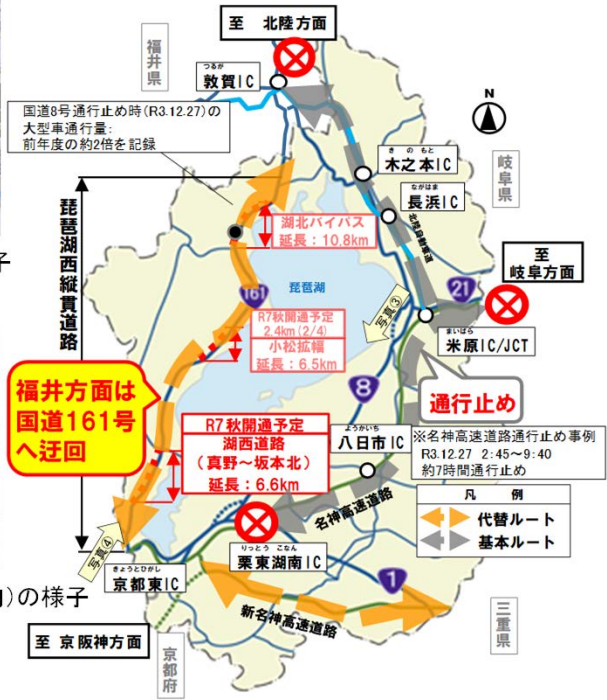 至 北陸方面
福井県
つるが
敦賀IC
N
国道8号通行止め時(R3.12.27)の
大型車通行量:
前年度の約2倍を記録
きのもと
木之本IC
岐阜県
ながはま
長浜IC
北陸自動車道
琵琶湖西縦貫道路
子
湖北バイパス
延長:10.8km
至
岐阜方面
琵琶湖
161
21
写真③
R7秋開通予定
2.4km(2/4)
小松拡幅
延長:6.5km
まいばら
米原IC/JCT
福井方面は
国道161号
へ迂回
8
通行止め
R7秋開通予定
湖西道路
(真野~坂本北)
延長:6.6km
ようかいち
八日市IC
※名神高速道路通行止め事例
R3.12.27 2:45~9:40
約7時間通行止め
凡 例
代替ルート
基本ルート
名神高速道路
写真④
りっとう こなん
栗東湖南IC
きょうとひがし
京都東IC
1
)の様子
新名神高速道路
三重県
至 京阪神方面
京都府